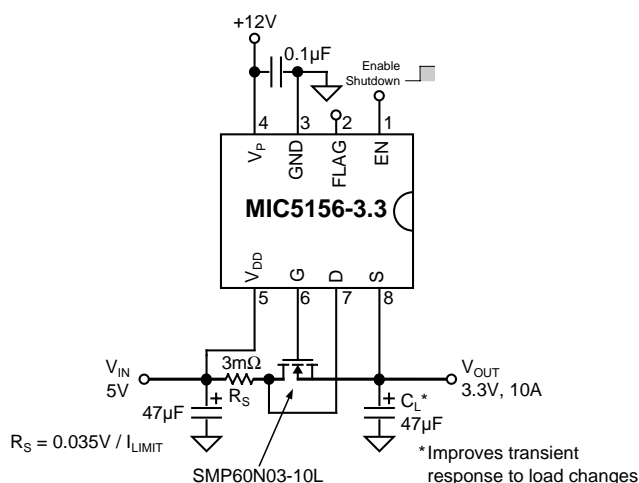 +12V
0.1µF
Enable
Shutdown
4 3 2 1
VP GND FLAG EN
MIC5156-3.3
VDD G D S
5 6 7 8
VIN
5V
3mΩ
RS
VOUT
3.3V, 10A
+
47µF
+ CL*
47µF
RS = 0.035V / ILIMIT
SMP60N03-10L
*Improves transient
response to load changes